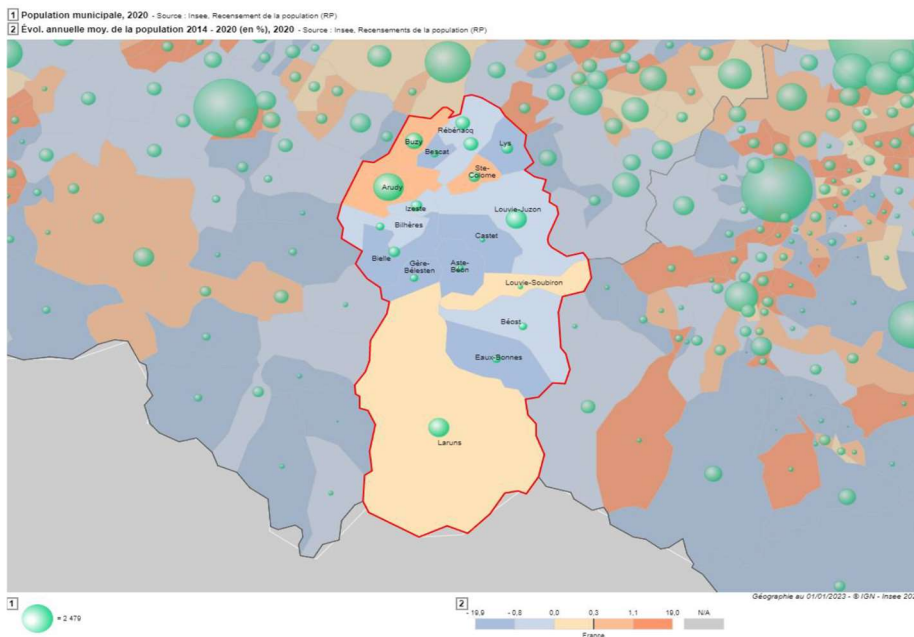 1 Population municipale, 2020 - Source : Insee, Recensement de la population (RP)
2 Évol. annuelle moy. de la population 2014 - 2020 (en %), 2020 - Source : Insee, Recensements de la population (RP)
Rébénacq
Buzy
Lys
Bescat
Ste-
Colome
Arudy
Izeste
Louvie-Juzon
Bilhères
Castet
Bielle
Gère-
Bélesten
Aste-
Béon
Louvie-Soubiron
Béost
Eaux-Bonnes
Laruns
Géographie au 01/01/2023 - © IGN - Insee 202
1
= 2 479
2
- 19,9 - 0,8 0,0 0,3 1,1 19,0 N/A
France